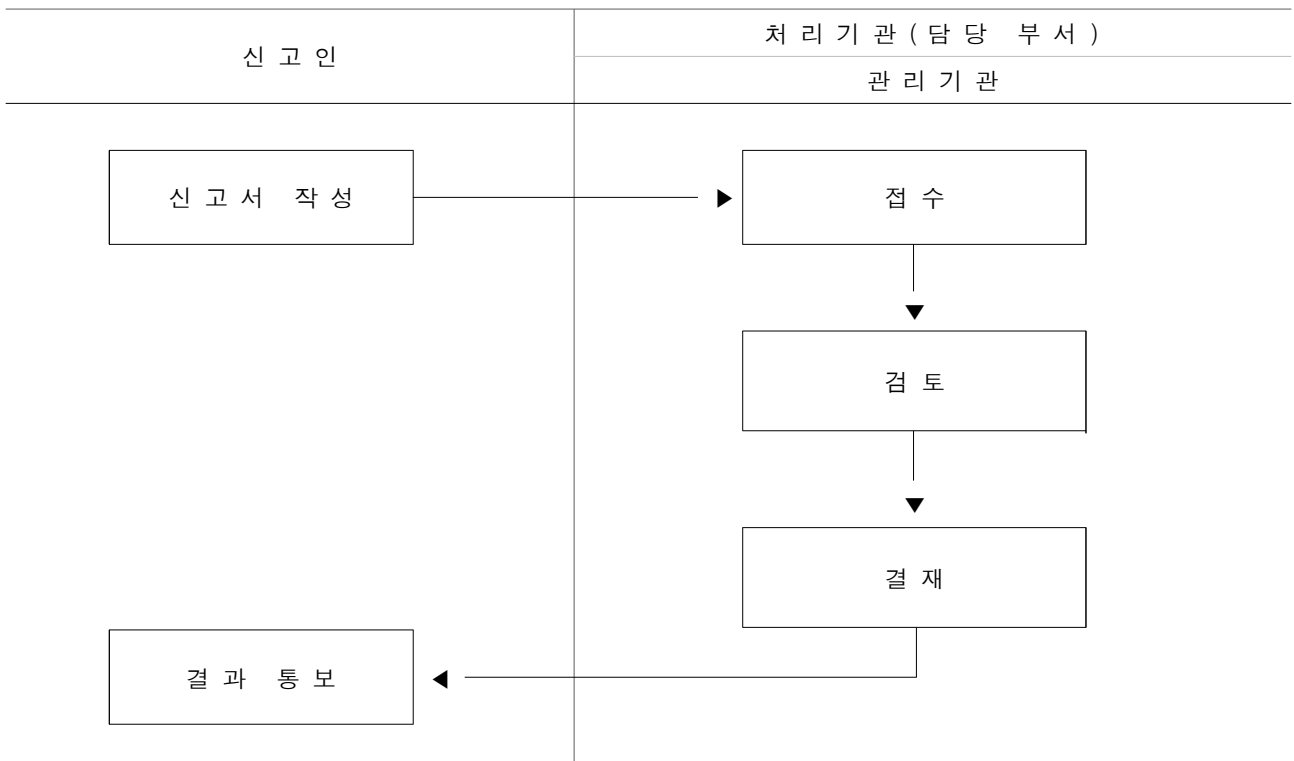 신고인
처리기관(담당 부서)
관리기관
신고서 작성
접수
검토
결재
결과 통보